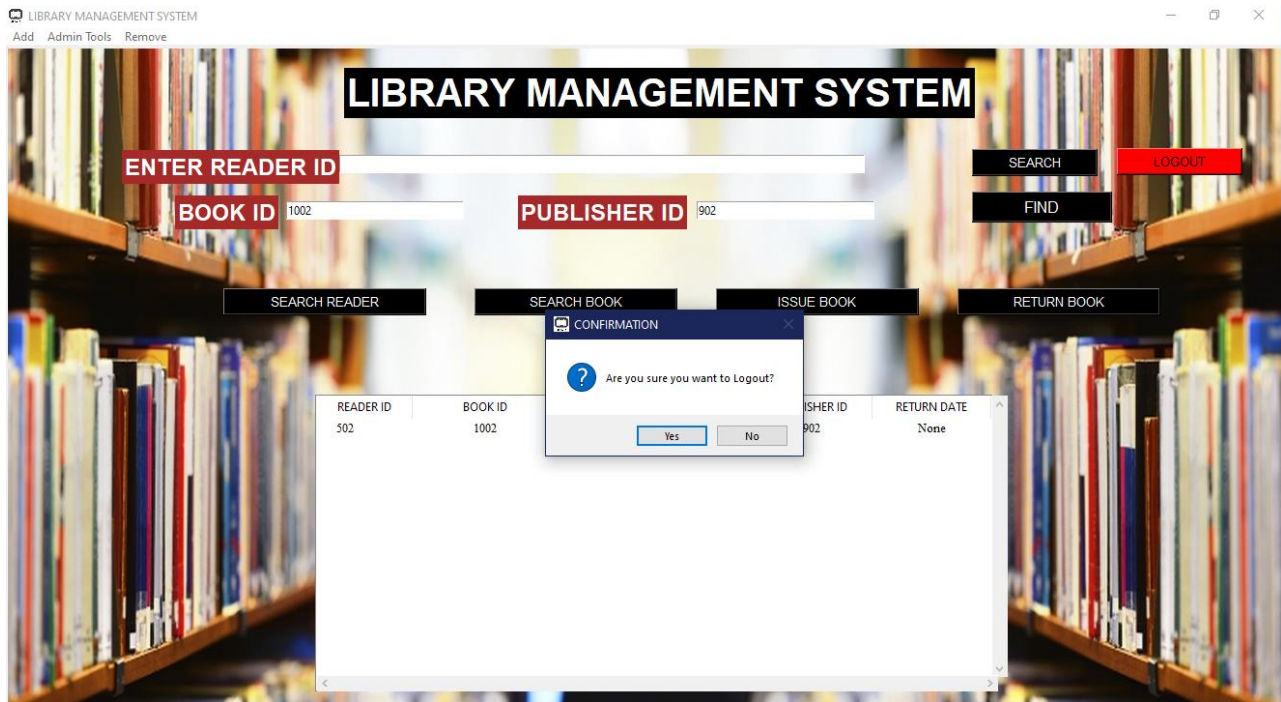 LIBRARY MANAGEMENT SYSTEM
Add Admin Tools Remove
LIBRARY MANAGEMENT SYSTEM
ENTER READER ID SEARCH LOGOUT
BOOK ID 1002 PUBLISHER ID 902 FIND
SEARCH READER SEARCH BOOK ISSUE BOOK RETURN BOOK
CONFIRMATION
Are you sure you want to Logout?
Yes No
READER ID BOOK ID ISHER ID RETURN DATE
502 1002 902 None